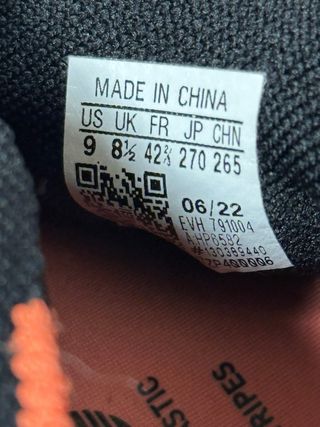 MADE IN CHINA
US UK FR JP CHN
9 8½ 42⅔ 270 265
06/22
EVH 791004
HP6582
STRIPES